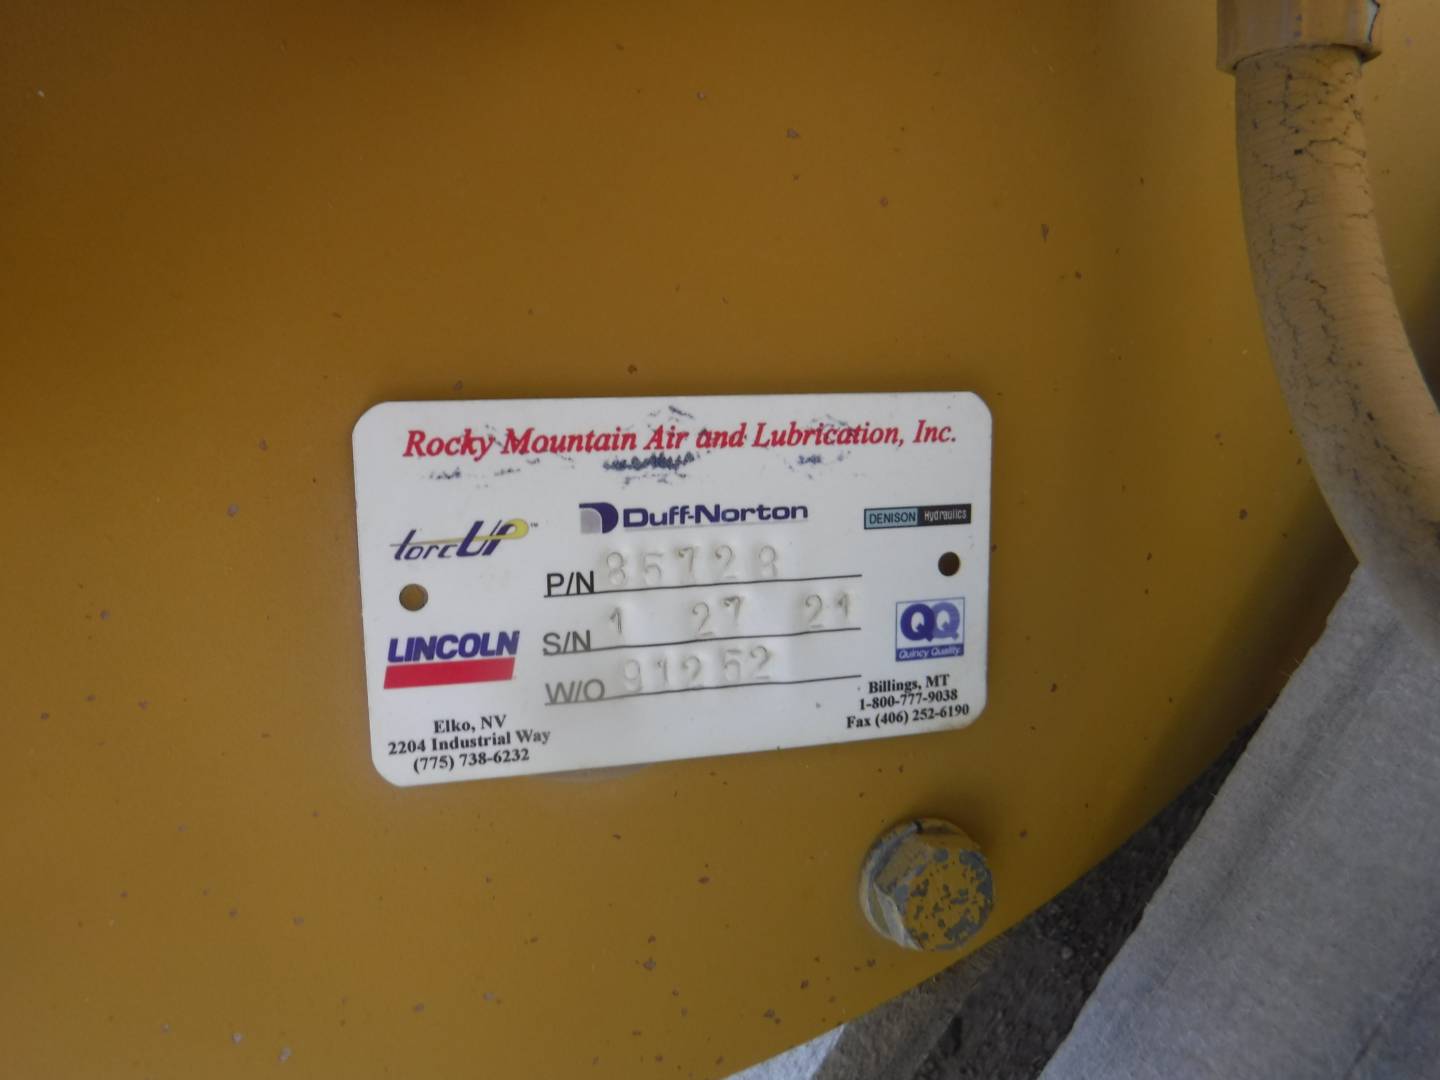 Rocky Mountain Air and Lubrication, Inc.
torcUP™
Duff-Norton
DENISON Hydraulics
P/N 85728
S/N 1 27 21
W/O 91252
LINCOLN
QQ
Quincy Quality
Elko, NV
2204 Industrial Way
(775) 738-6232
Billings, MT
1-800-777-9038
Fax (406) 252-6190